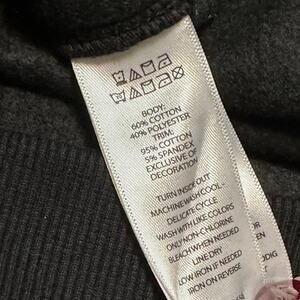 BODY:
60% COTTON
40% POLYESTER
TRIM:
95% COTTON
5% SPANDEX
EXCLUSIVE OF
DECORATION
TURN INSIDE OUT
MACHINE WASH COOL -
DELICATE CYCLE
WASH WITH LIKE COLORS
ONLY NON-CHLORINE
BLEACH WHEN NEEDED
LINE DRY
LOW IRON IF NEEDED
IRON ON REVERSE